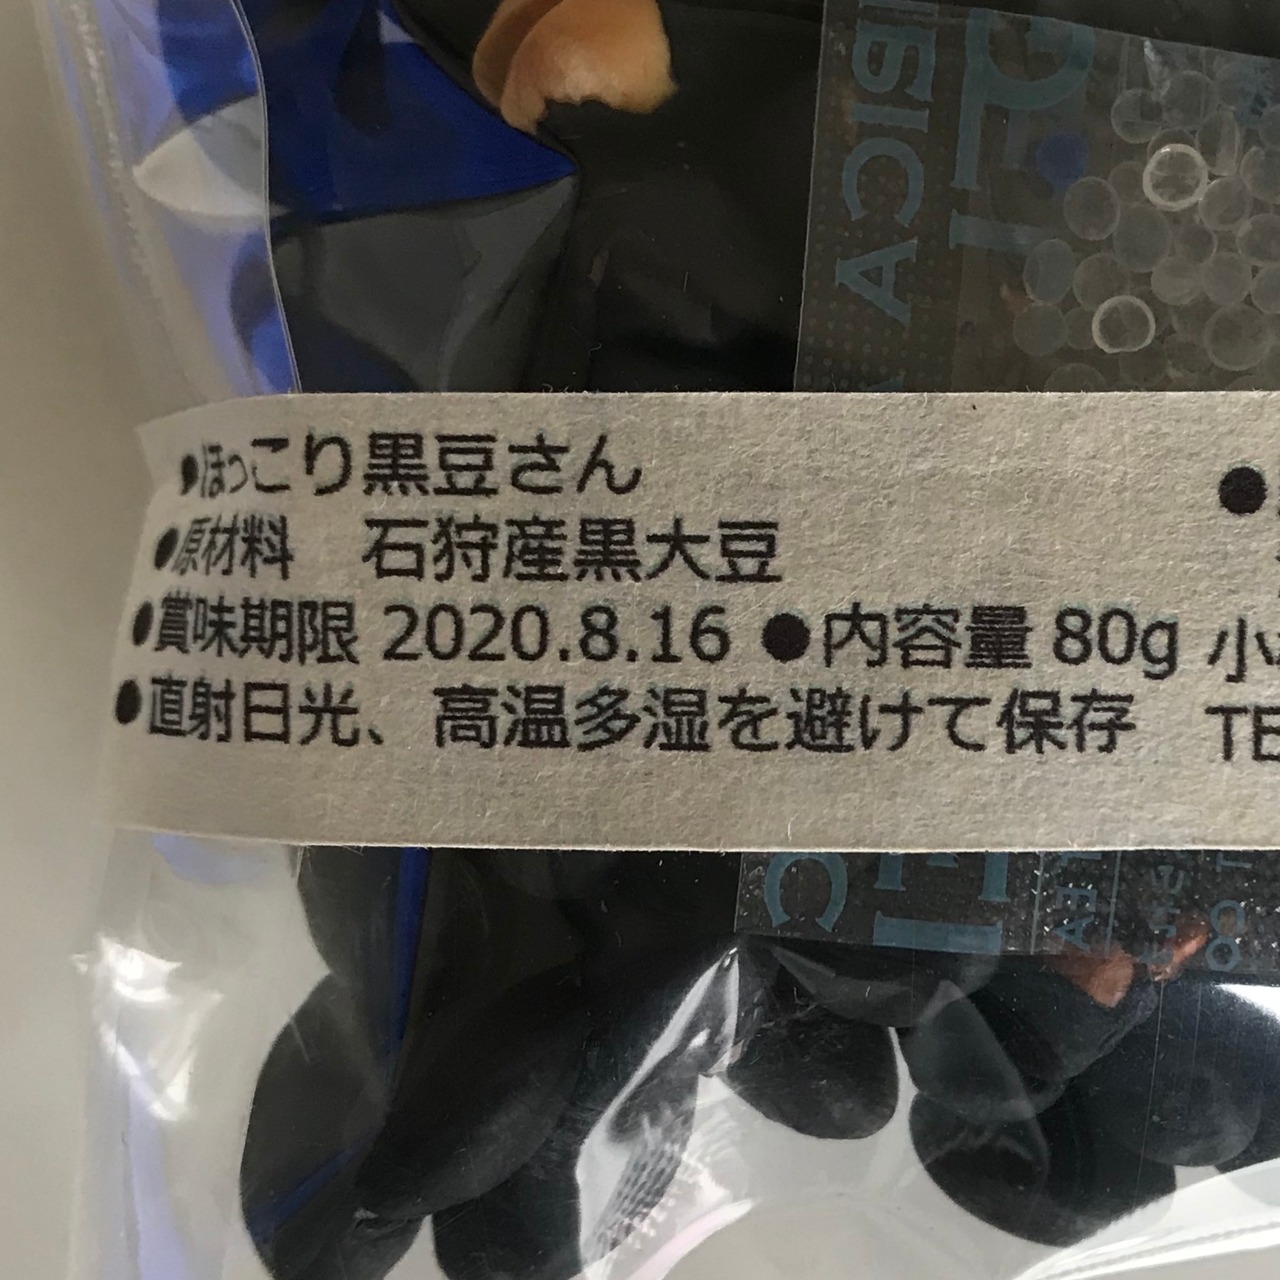 ●ほっこり黒豆さん
●原材料　石狩産黒大豆
●賞味期限 2020.8.16 ●内容量 80g 小
●直射日光、高温多湿を避けて保存 TE